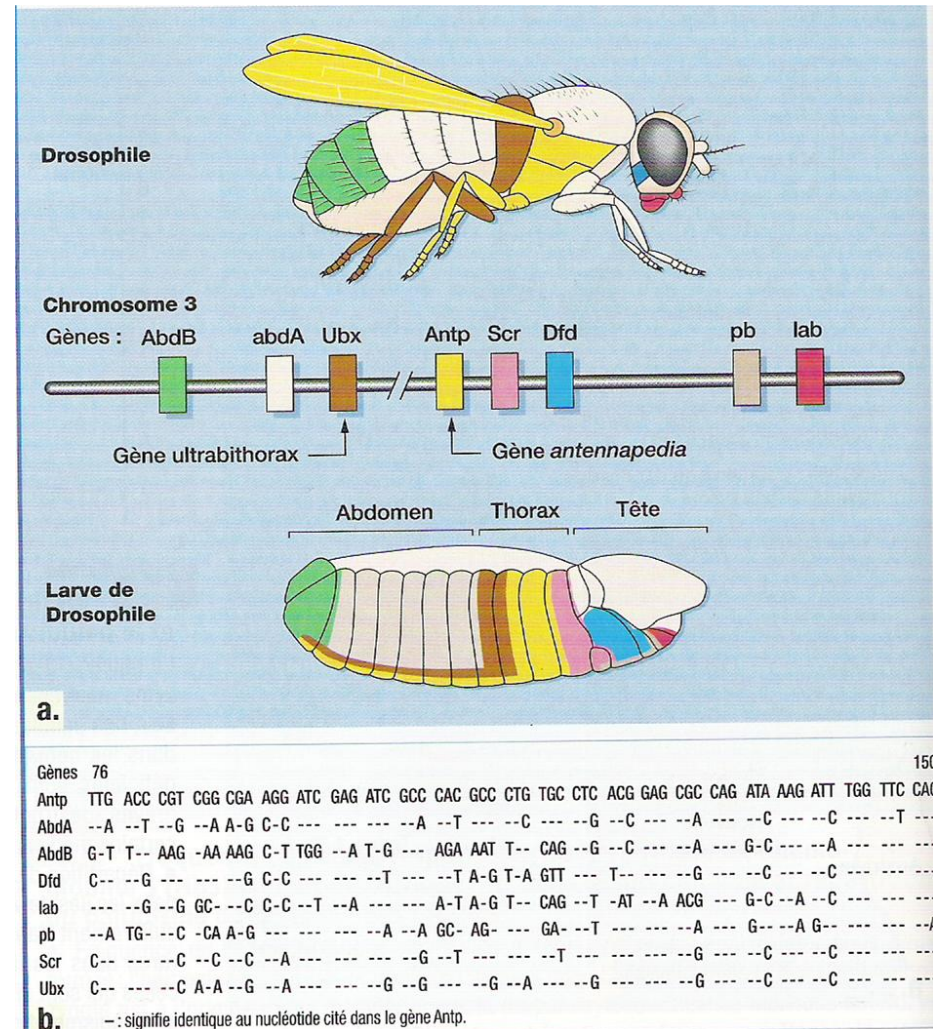 Drosophile
Chromosome 3
Gènes : AbdB abdA Ubx Antp Scr Dfd pb lab
Gène ultrabithorax
Gène antennapedia
Abdomen Thorax Tête
Larve de
Drosophile
a.
Gènes 76 150
Antp TTG ACC CGT CGG CGA AGG ATC GAG ATC GCC CAC GCC CTG TGC CTC ACG GAG CGC CAG ATA AAG ATT TGG TTC CAG
AbdA --A --T --G --A A-G C-C --- --- --- --A --T --- --C --- --G --C --- --A --- --C --- --C --- --T ---
AbdB G-T T-- AAG -AA AAG C-T TGG --A T-G --- AGA AAT T-- CAG --G --C --- --A --- G-C --- --A --- --- ---
Dfd C-- --G --- --- --G C-C --- --- --T --- --T A-G T-A GTT --- T-- --- --G --- --C --- --C --- --- ---
lab --- --G --G GC- --C C-C --T --A --- --- A-T A-G T-- CAG --T -AT --A ACG --- G-C --A --C --- --- ---
pb --A TG- --C -CA A-G --- --- --- --A --A GC- AG- --- GA- --T --- --- --A --- G-- --A G-- --- --- --A
Scr C-- --- --C --C --C --A --- --- --- --G --T --- --- --T --- --- --- --G --- --C --- --C --- --- ---
Ubx C-- --- --C A-A --G --A --- --- --G --G --- --G --A --- --G --- --- --G --- --C --- --C --- --- ---
b. – : signifie identique au nucléotide cité dans le gène Antp.